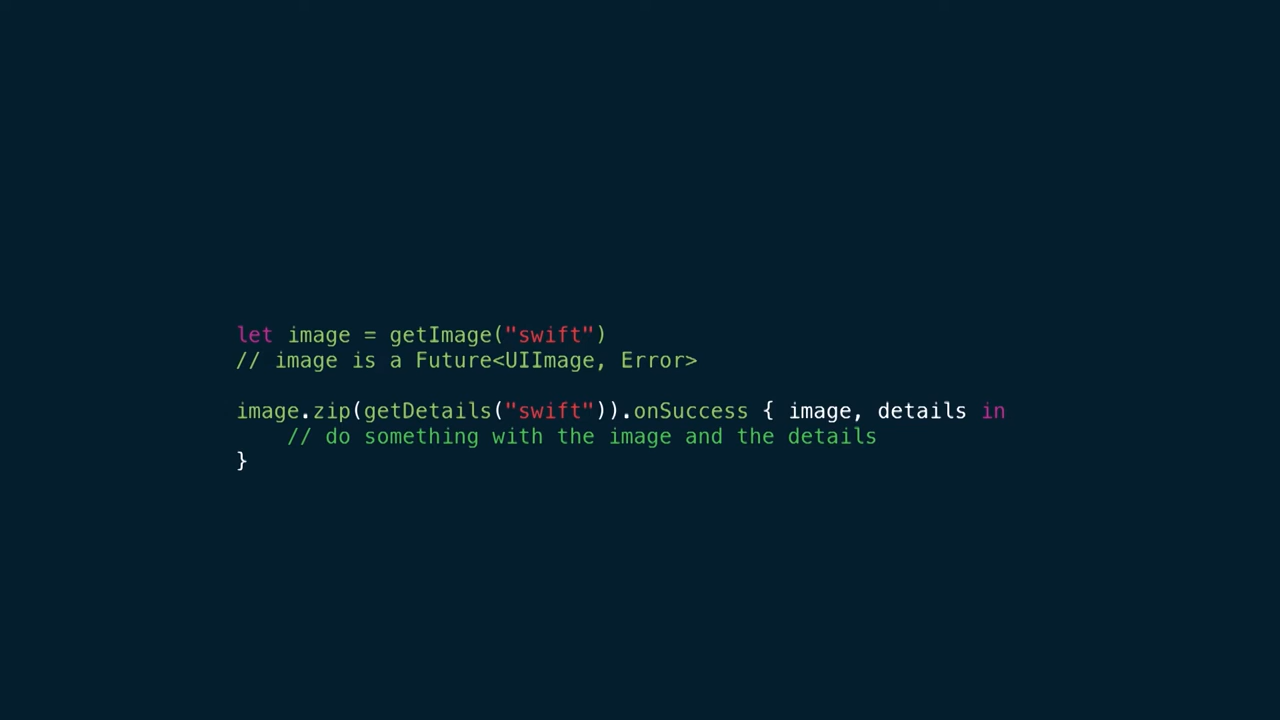 let image = getImage("swift")
// image is a Future<UIImage, Error>
image.zip(getDetails("swift")).onSuccess { image, details in
// do something with the image and the details
}